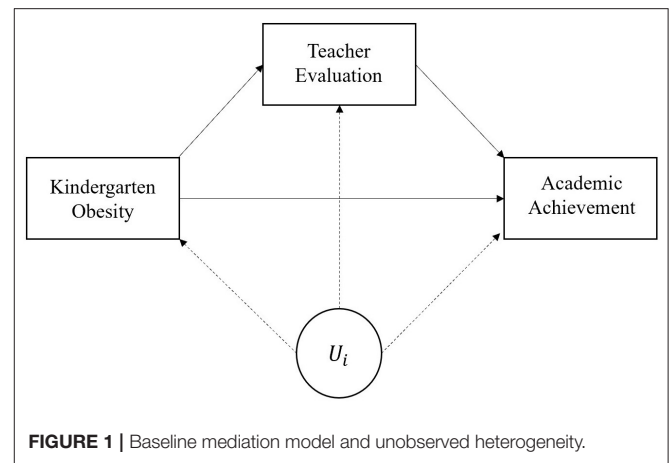 Teacher
Evaluation
Kindergarten
Obesity
Academic
Achievement
U_i
FIGURE 1 | Baseline mediation model and unobserved heterogeneity.